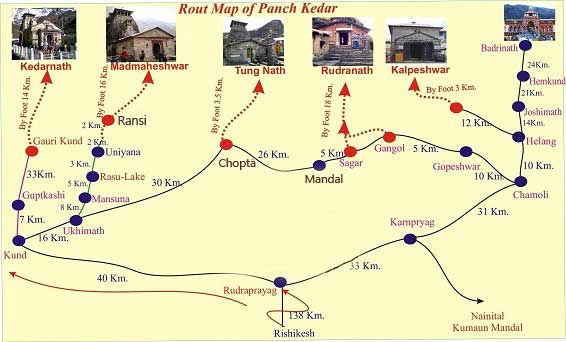 Rout Map of Panch Kedar
Badrinath
Kedarnath
Madmaheshwar
Tung Nath
Rudranath
Kalpeshwar
24Km.
Hemkund
21Km.
Joshimath
14Km.
Helang
10 Km.
Chamoli
By Foot 14 Km.
By Foot 16 Km.
By Foot 3.5 Km.
By Foot 18 Km.
By Foot 3 Km.
12 Km.
2 Km.
Ransi
2 Km.
Uniyana
3 Km.
Rasu-Lake
5 Km.
Mansuna
8 Km.
Ukhimath
Gauri Kund
33Km.
Guptkashi
7 Km.
Kund
16 Km.
30 Km.
Chopta
26 Km.
Mandal
5 Km.
Sagar
Gangol
5 Km.
Gopeshwar
10 Km.
31 Km.
Karnpryag
33 Km.
40 Km.
Rudraprayag
138 Km.
Rishikesh
Nainital
Kumaun Mandal